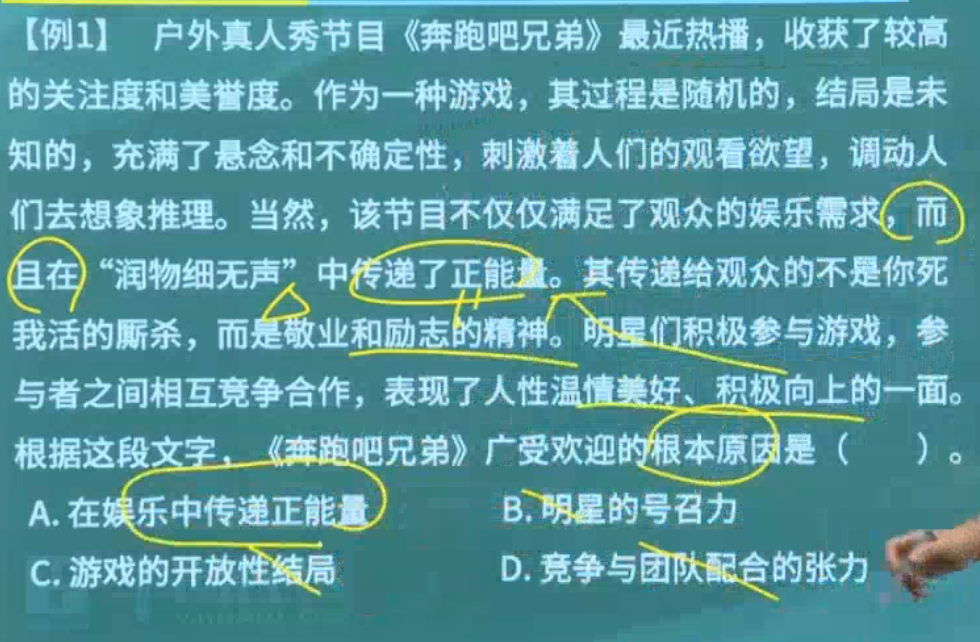 【例1】 户外真人秀节目《奔跑吧兄弟》最近热播，收获了较高
的关注度和美誉度。作为一种游戏，其过程是随机的，结局是未
知的，充满了悬念和不确定性，刺激着人们的观看欲望，调动人
们去想象推理。当然，该节目不仅仅满足了观众的娱乐需求，而
且在“润物细无声”中传递了正能量。其传递给观众的不是你死
我活的厮杀，而是敬业和励志的精神。明星们积极参与游戏，参
与者之间相互竞争合作，表现了人性温情美好、积极向上的一面。
根据这段文字，《奔跑吧兄弟》广受欢迎的根本原因是（ ）。
A. 在娱乐中传递正能量 B. 明星的号召力
C. 游戏的开放性结局 D. 竞争与团队配合的张力